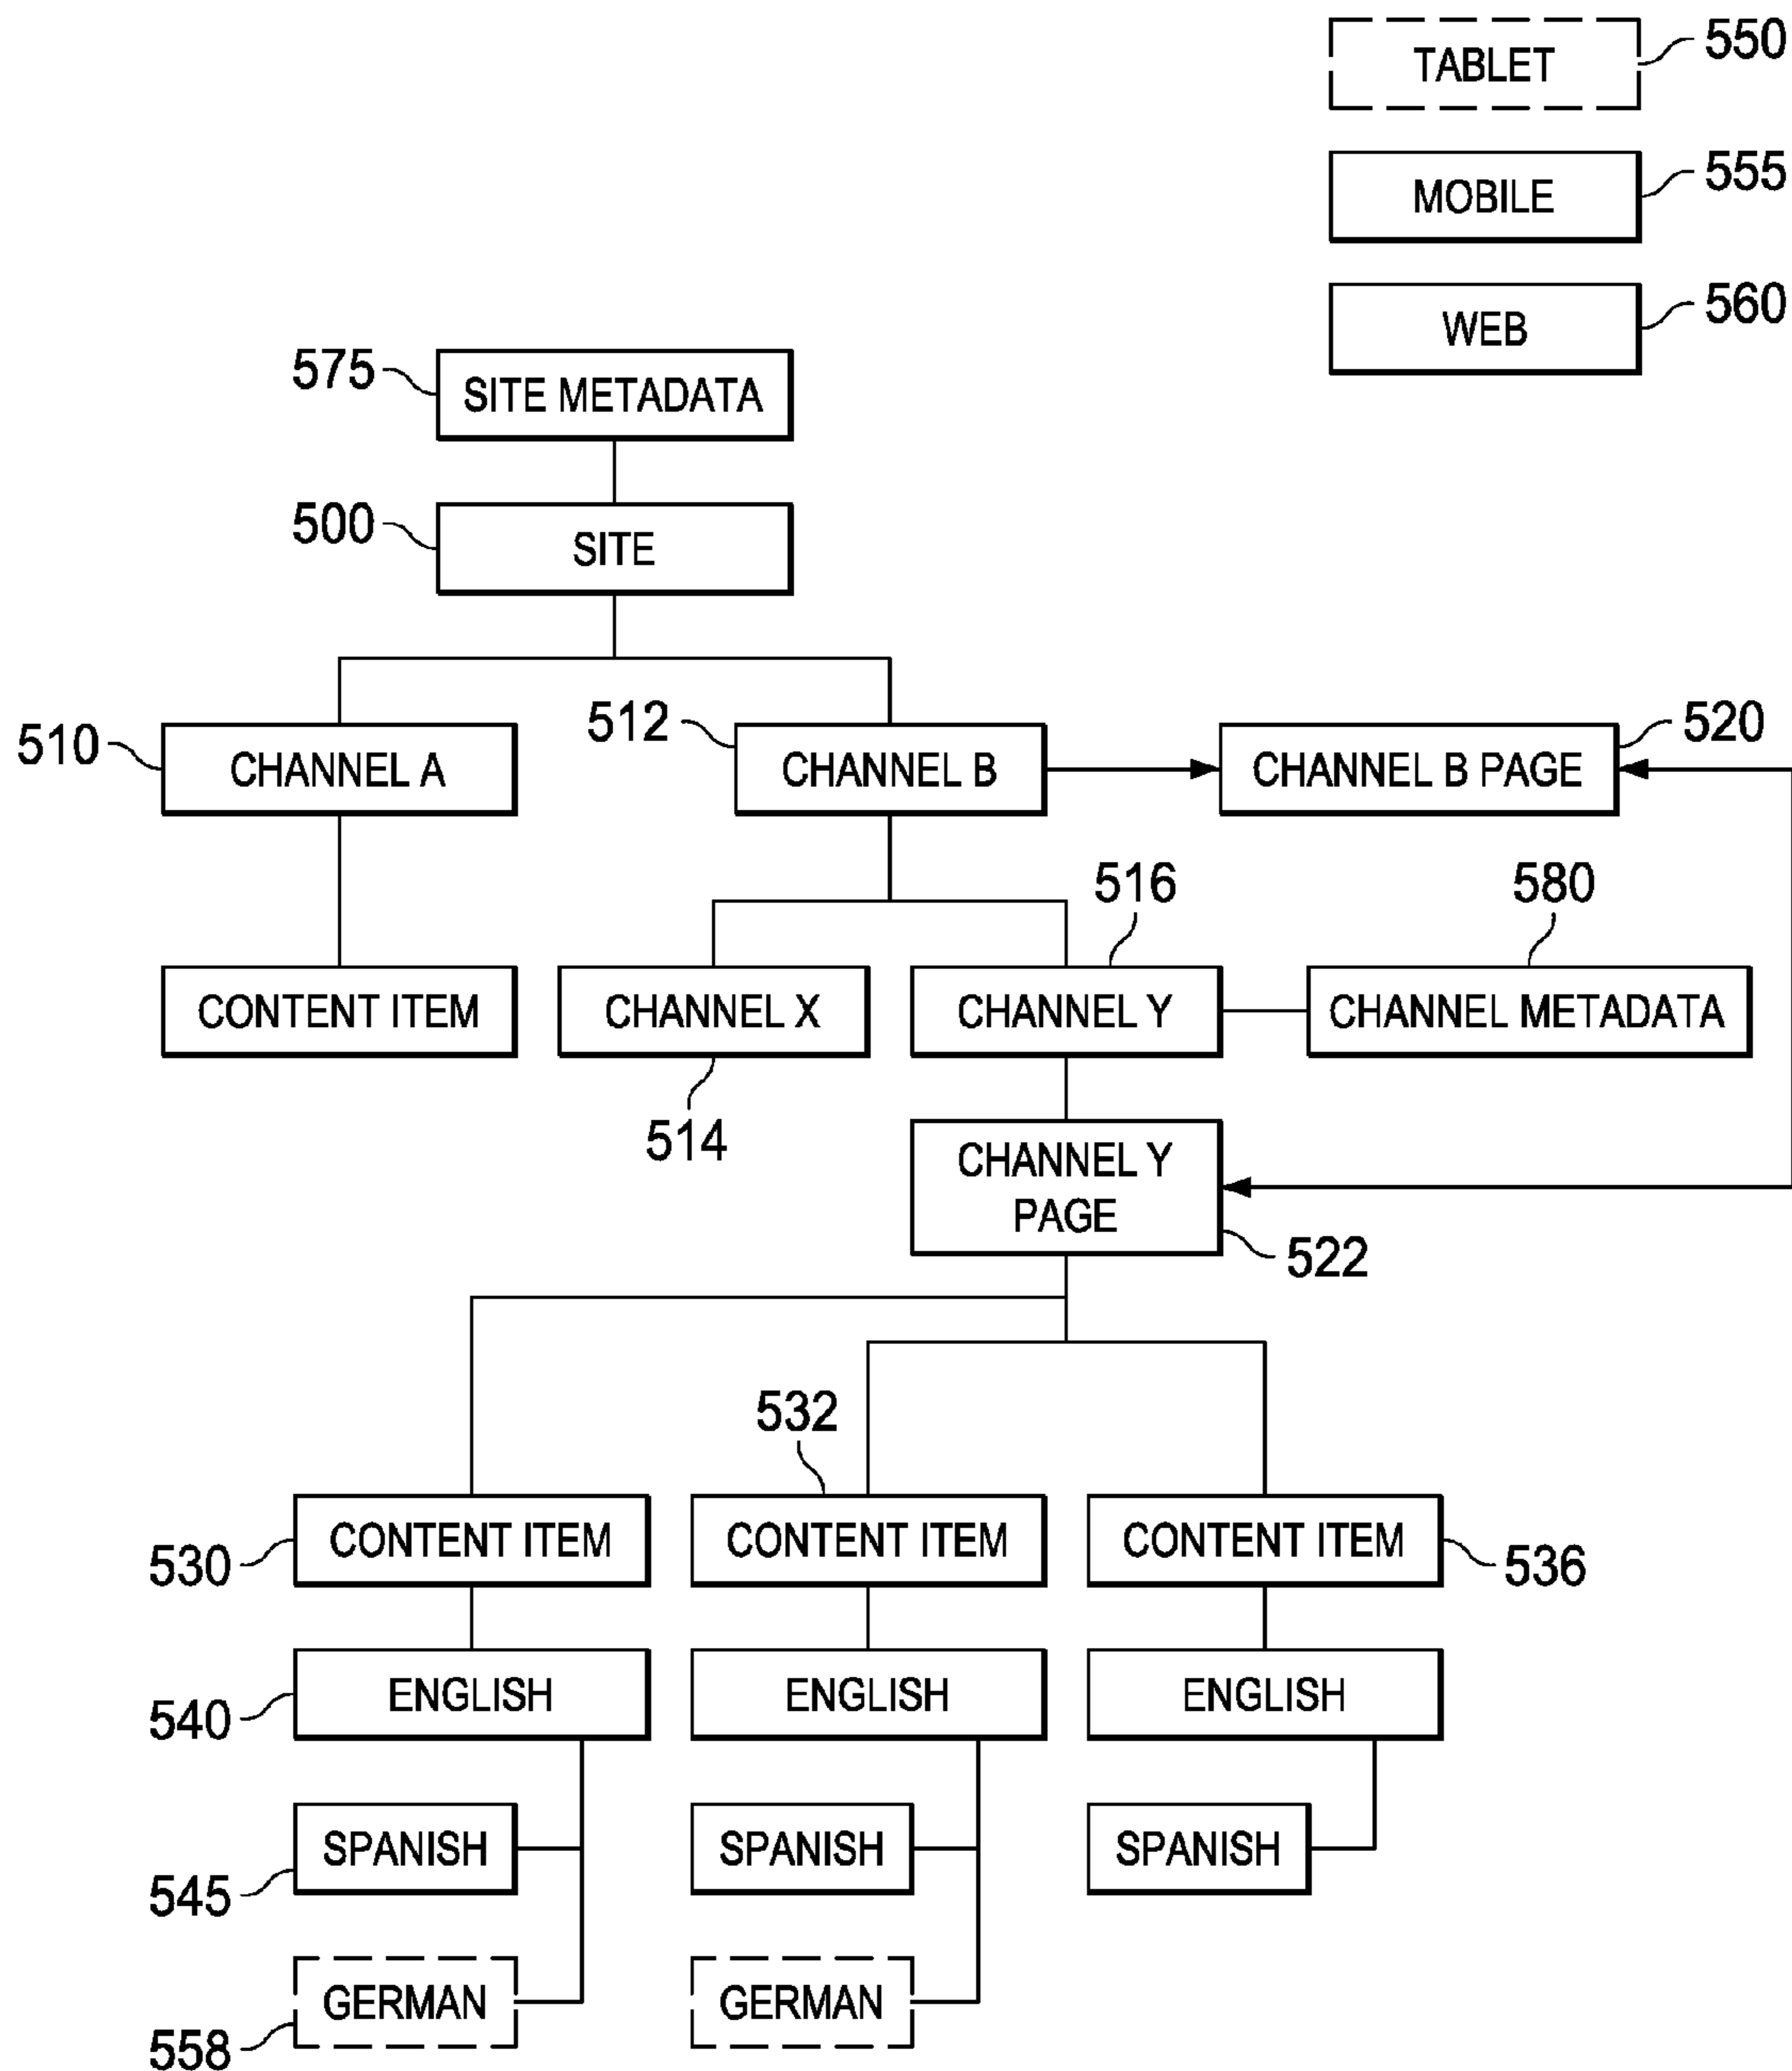 TABLET
550
MOBILE
555
WEB
560
575
SITE METADATA
500
SITE
510
CHANNEL A
512
CHANNEL B
CHANNEL B PAGE
520
516
580
CONTENT ITEM
CHANNEL X
CHANNEL Y
CHANNEL METADATA
514
CHANNEL Y
PAGE
522
532
530
CONTENT ITEM
CONTENT ITEM
CONTENT ITEM
536
540
ENGLISH
ENGLISH
ENGLISH
545
SPANISH
SPANISH
SPANISH
558
GERMAN
GERMAN